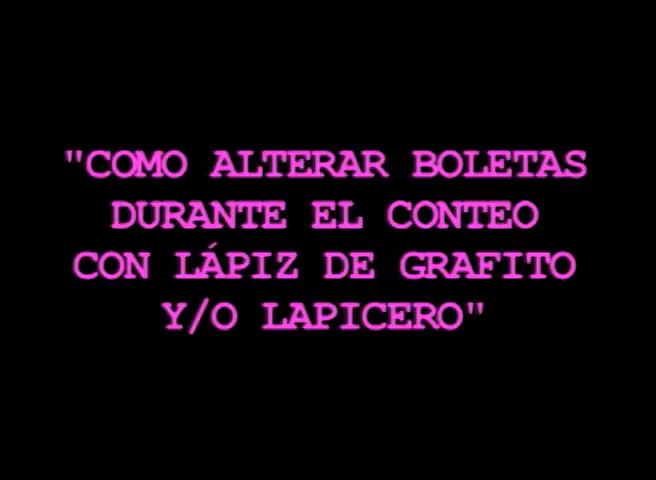 "COMO ALTERAR BOLETAS
DURANTE EL CONTEO
CON LÁPIZ DE GRAFITO
Y/O LAPICERO"